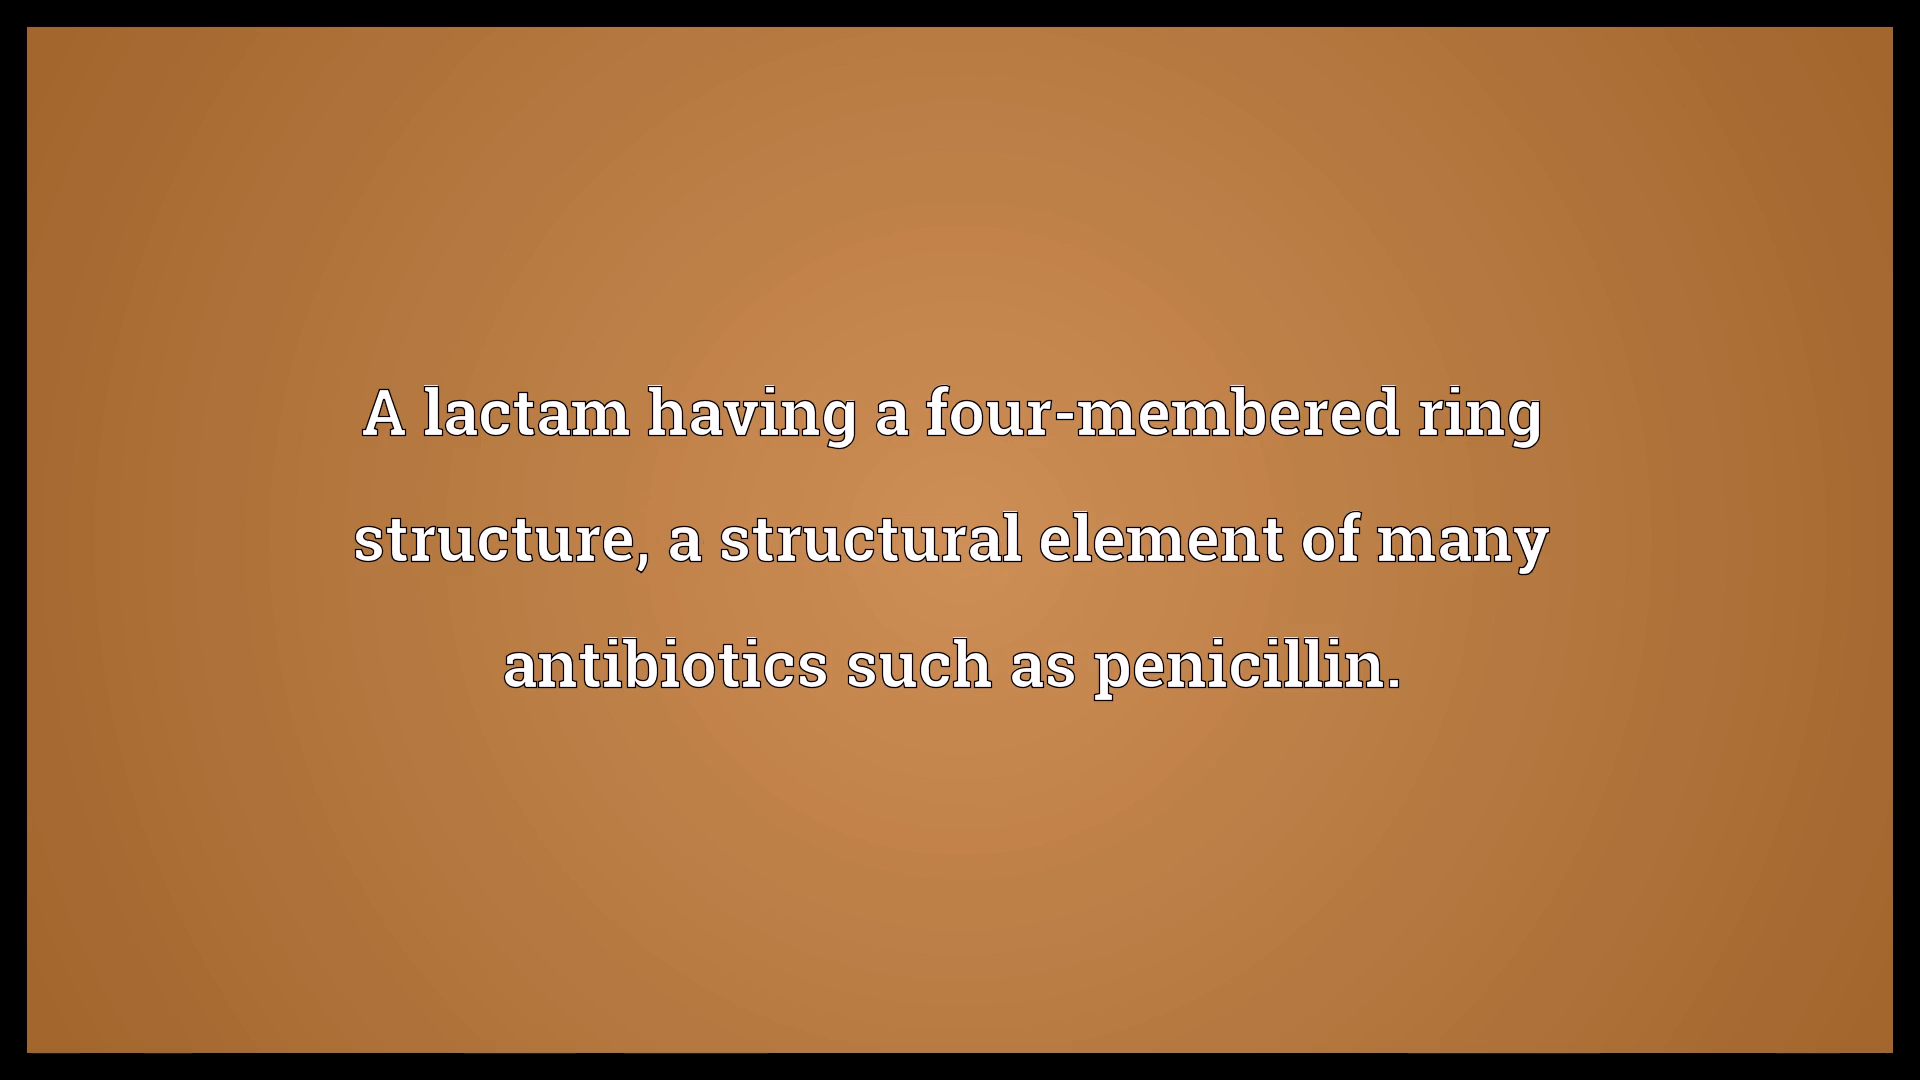 A lactam having a four-membered ring
structure, a structural element of many
antibiotics such as penicillin.